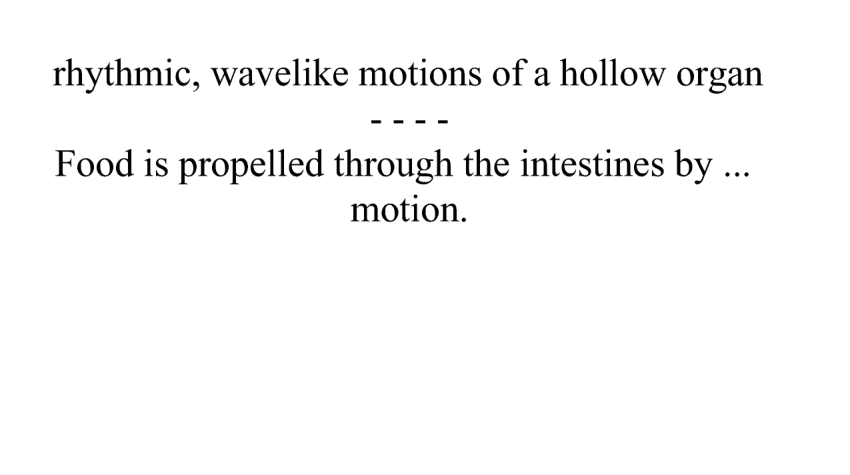 rhythmic, wavelike motions of a hollow organ
- - - -
Food is propelled through the intestines by ...
motion.